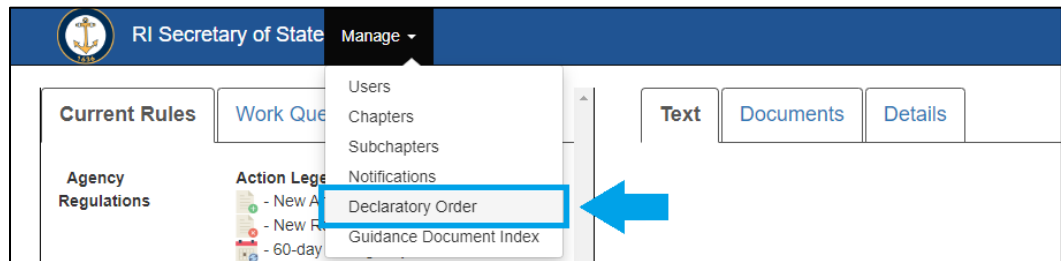 RI Secretary of State Manage
Users
Current Rules Work Que
Chapters
Text Documents Details
Subchapters
Agency
Regulations
Action Lege
Notifications
- New A
Declaratory Order
- New R
Guidance Document Index
- 60-day
1636